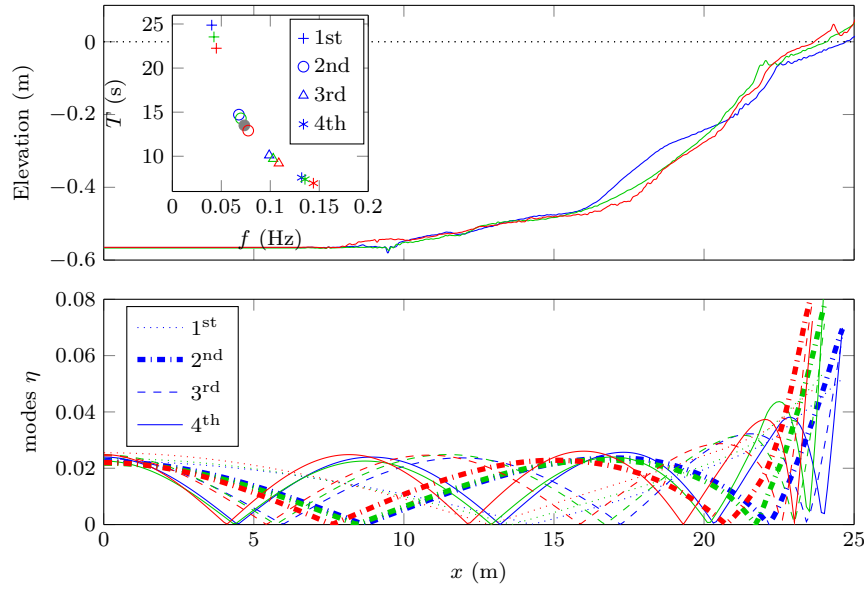 0
−0.2
−0.4
−0.6
Elevation (m)
25
20
15
10
T (s)
0
0.05
0.1
0.15
0.2
f (Hz)
1st
2nd
3rd
4th
0.08
0.06
0.04
0.02
0
modes η
1st
2nd
3rd
4th
0
5
10
15
20
25
x (m)